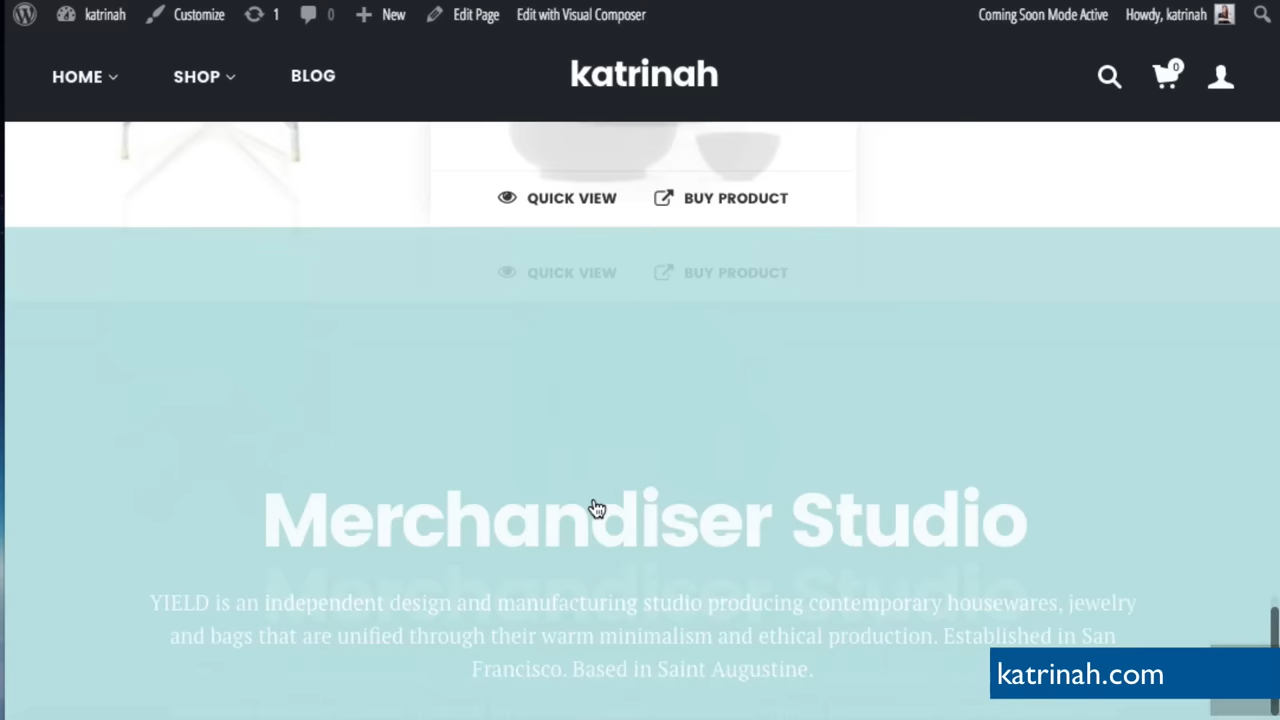 katrinah Customize 1 0 New Edit Page Edit with Visual Composer Coming Soon Mode Active Howdy, katrinah
HOME SHOP BLOG katrinah 0
QUICK VIEW BUY PRODUCT
QUICK VIEW BUY PRODUCT
Merchandiser Studio
Merchandiser Studio
YIELD is an independent design and manufacturing studio producing contemporary housewares, jewelry
and bags that are unified through their warm minimalism and ethical production. Established in San
Francisco. Based in Saint Augustine.
katrinah.com